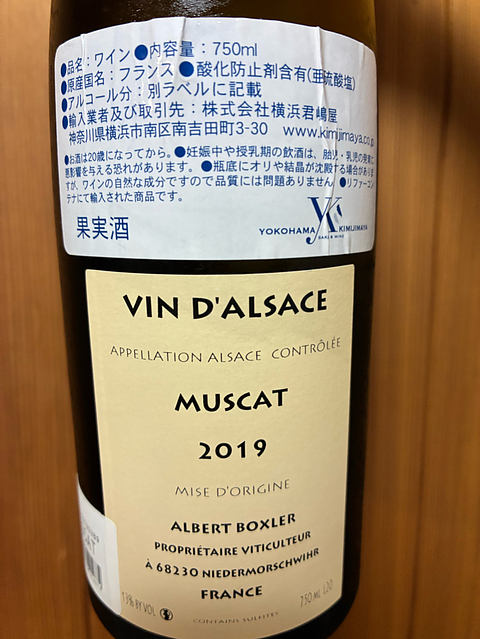 ●品名：ワイン ●内容量：750ml
●原産国名：フランス ●酸化防止剤含有(亜硫酸塩)
●アルコール分：別ラベルに記載
●輸入業者及び取引先：株式会社横浜君嶋屋
神奈川県横浜市南区南吉田町3-30 www.kimijimaya.co.jp
●お酒は20歳になってから。●妊娠中や授乳期の飲酒は、胎児・乳児の発育に
悪影響を与える恐れがあります。●瓶底にオリや結晶が沈殿する場合がありま
すが、ワインの自然な成分ですので品質には問題ありません ●リファーコン
テナにて輸入された商品です。
果実酒
YK
YOKOHAMA KIMIJIMAYA
SAKE & WINE
VIN D'ALSACE
APPELLATION ALSACE CONTRÔLÉE
MUSCAT
2019
MISE D'ORIGINE
ALBERT BOXLER
PROPRIÉTAIRE VITICULTEUR
À 68230 NIEDERMORSCHWIHR
FRANCE
13% BY VOL
750 ML L20
CONTAINS SULFITES